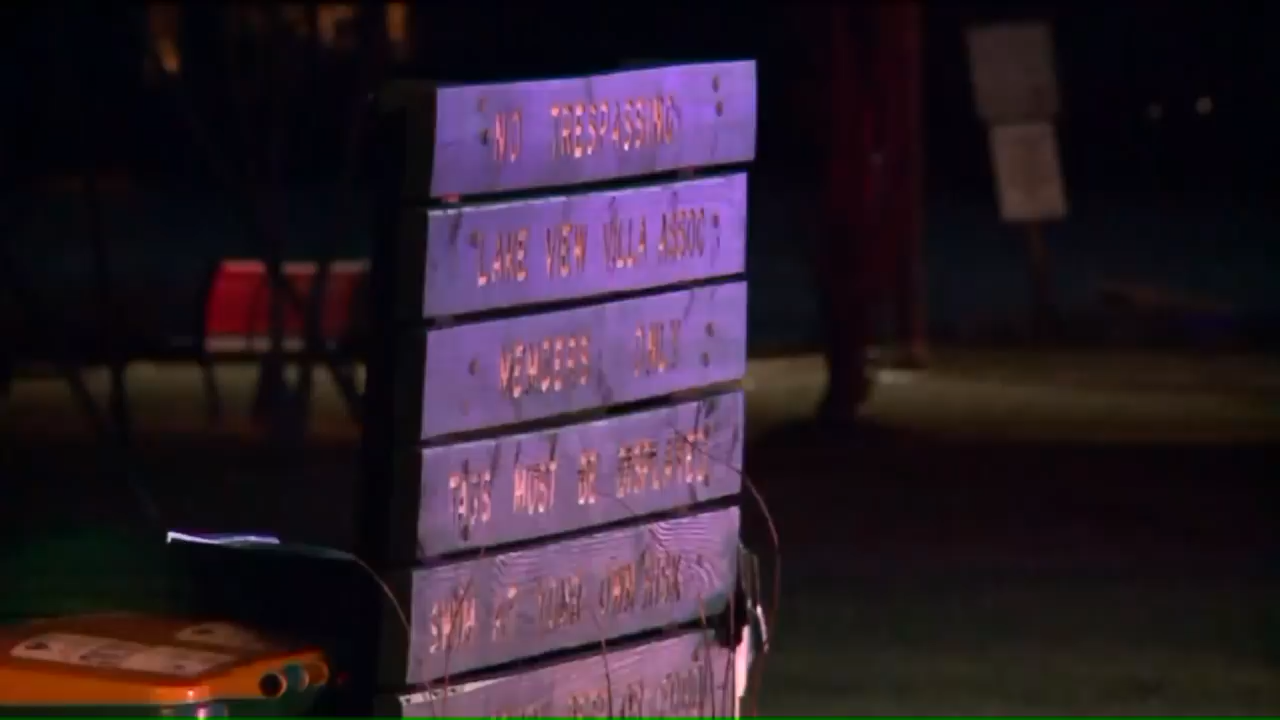 NO TRESPASSING
LAKE VIEW VILLA ASSOC
MEMBERS ONLY
TAGS MUST BE DISPLAYED
SWIM AT YOUR OWN RISK